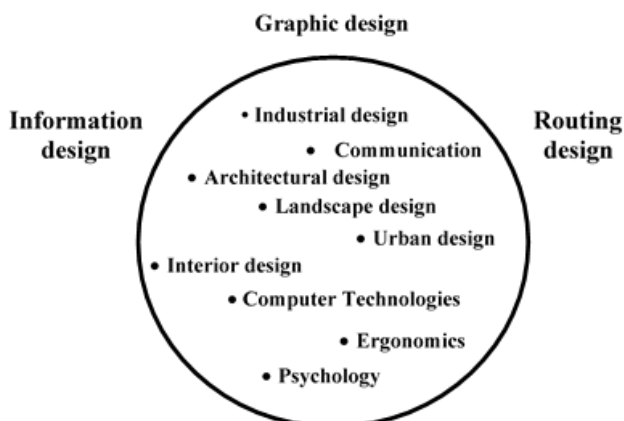 Graphic design
Information
design
Routing
design
• Industrial design
• Communication
• Architectural design
• Landscape design
• Urban design
• Interior design
• Computer Technologies
• Ergonomics
• Psychology